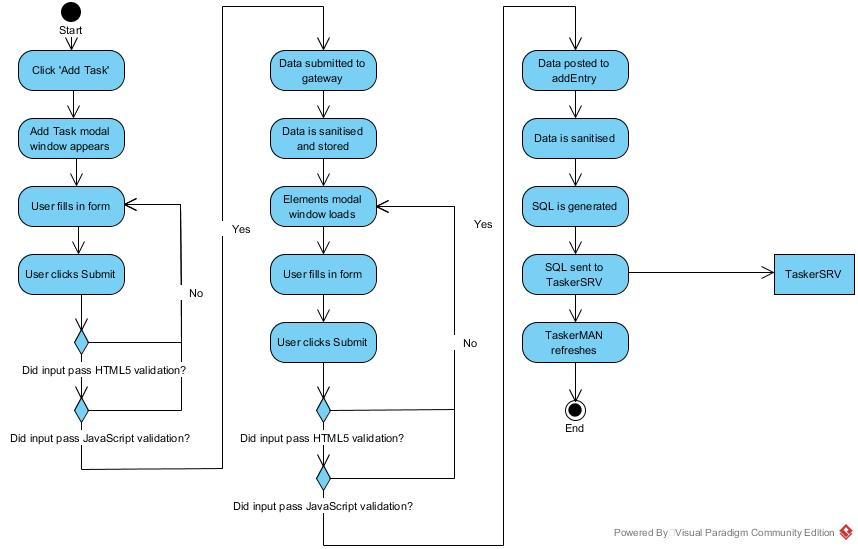 Start
Click 'Add Task'
Add Task modal
window appears
User fills in form
User clicks Submit
No
Did input pass HTML5 validation?
Did input pass JavaScript validation?
Yes
Data submitted to
gateway
Data is sanitised
and stored
Elements modal
window loads
User fills in form
User clicks Submit
No
Did input pass HTML5 validation?
Did input pass JavaScript validation?
Yes
Data posted to
addEntry
Data is sanitised
SQL is generated
SQL sent to
TaskerSRV
TaskerSRV
TaskerMAN
refreshes
End
Powered By Visual Paradigm Community Edition